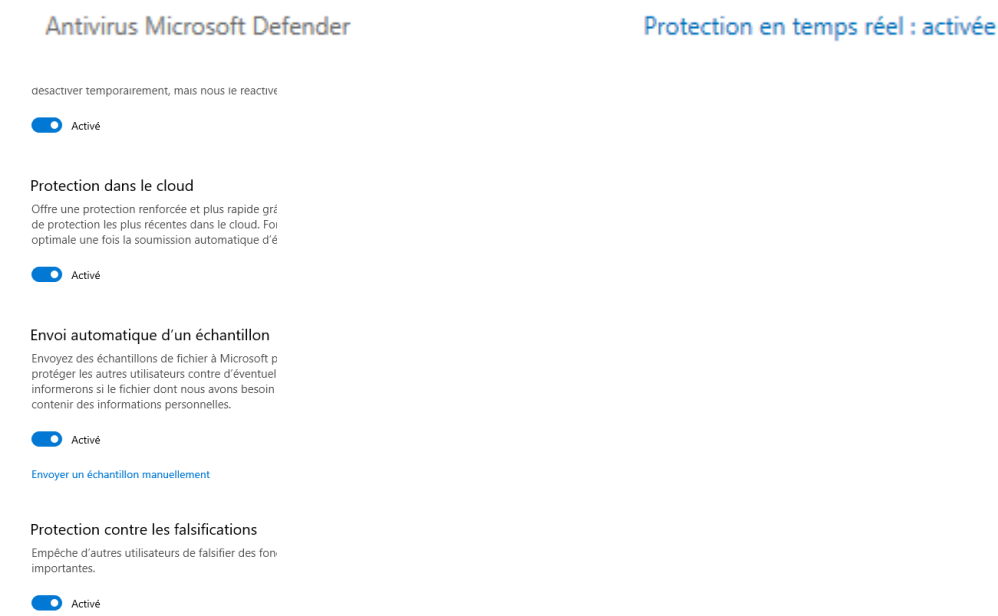 Antivirus Microsoft Defender
Protection en temps réel : activée
désactiver temporairement, mais nous le réactive
Activé
Protection dans le cloud
Offre une protection renforcée et plus rapide grâ
de protection les plus récentes dans le cloud. Fo
optimale une fois la soumission automatique d'é
Activé
Envoi automatique d'un échantillon
Envoyez des échantillons de fichier à Microsoft p
protéger les autres utilisateurs contre d'éventuel
informerons si le fichier dont nous avons besoin
contenir des informations personnelles.
Activé
Envoyer un échantillon manuellement
Protection contre les falsifications
Empêche d'autres utilisateurs de falsifier des fon
importantes.
Activé